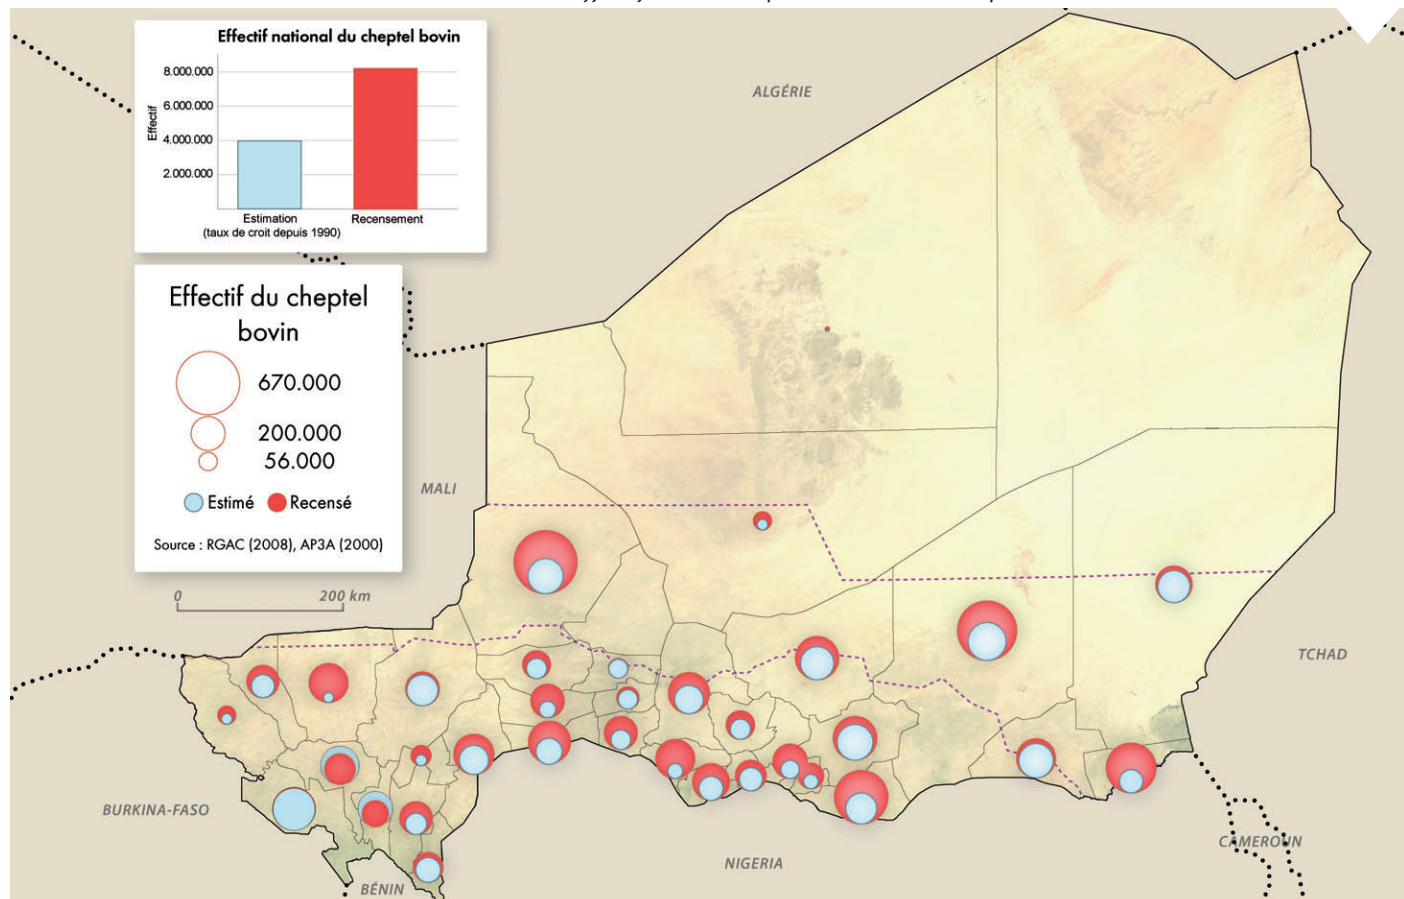 Effectif national du cheptel bovin
8.000.000
6.000.000
4.000.000
2.000.000
Effectif
Estimation
(taux de croit depuis 1990)
Recensement
Effectif du cheptel
bovin
670.000
200.000
56.000
Estimé
Recensé
Source : RGAC (2008), AP3A (2000)
0
200 km
ALGÉRIE
MALI
TCHAD
BURKINA-FASO
NIGERIA
CAMEROUN
BÉNIN